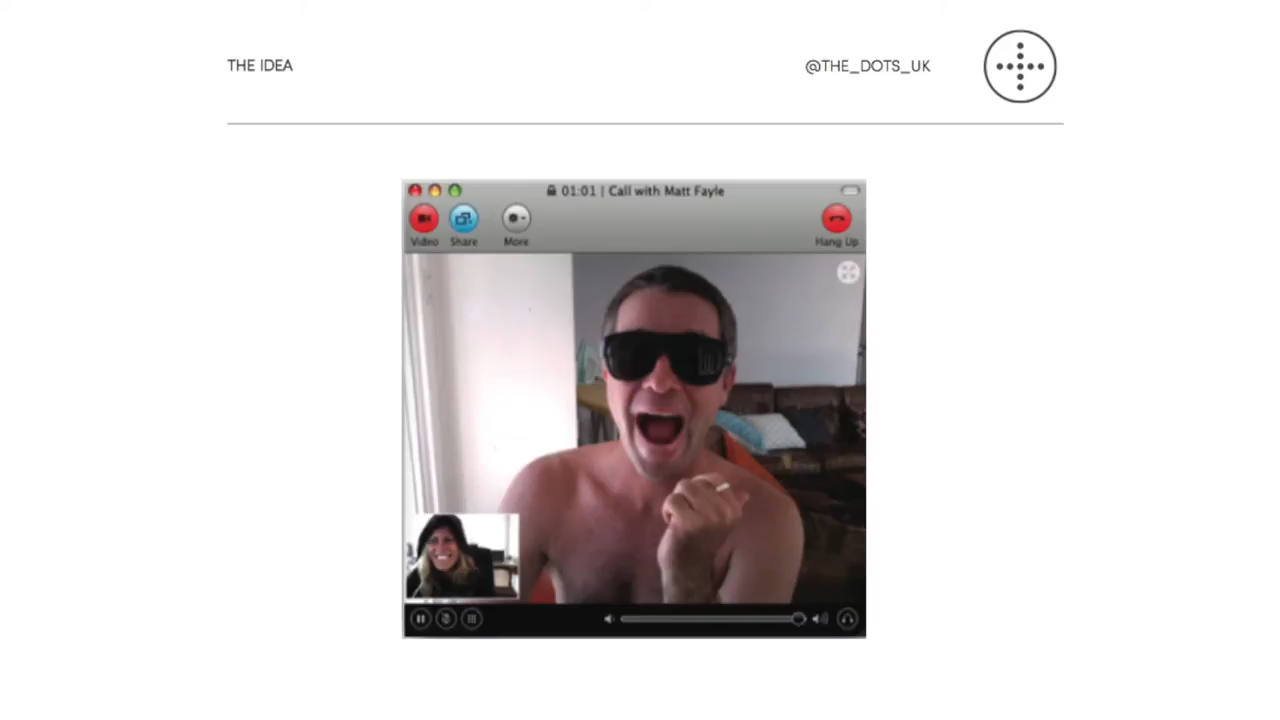 THE IDEA
@THE_DOTS_UK
01:01 | Call with Matt Fayle
Video
Share
More
Hang Up